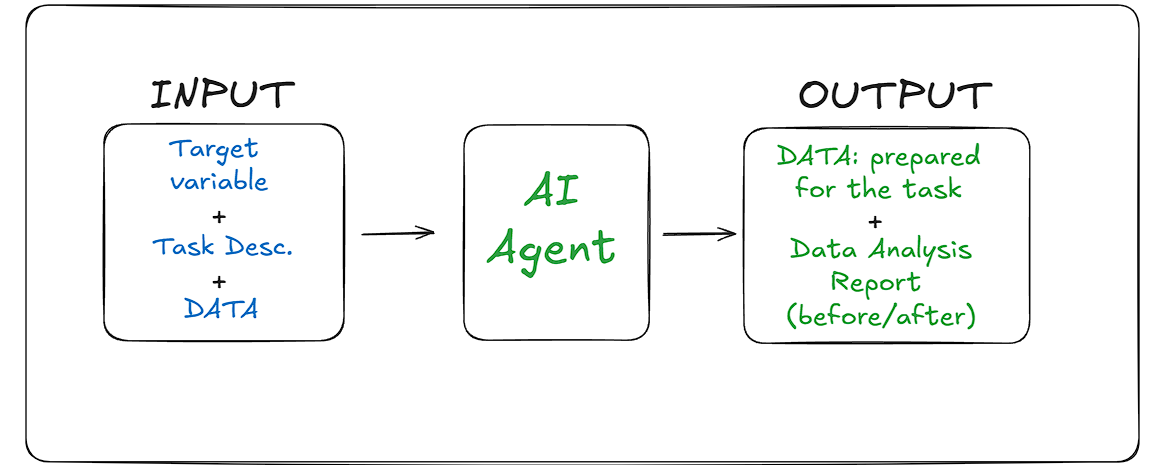 INPUT
Target
variable
+
Task Desc.
+
DATA
AI
Agent
OUTPUT
DATA: prepared
for the task
+
Data Analysis
Report
(before/after)